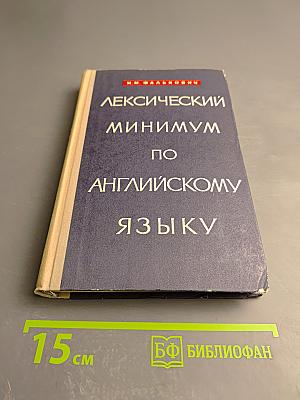 М.М. ФАЛЬКОВИЧ
ЛЕКСИЧЕСКИЙ
МИНИМУМ
ПО
АНГЛИЙСКОМУ
ЯЗЫКУ
15 см
БФ БИБЛИОФАН